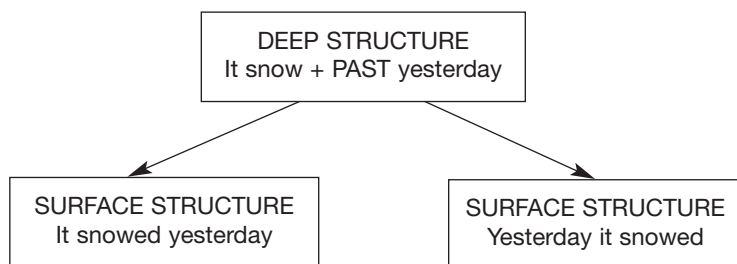 DEEP STRUCTURE
It snow + PAST yesterday
SURFACE STRUCTURE
It snowed yesterday
SURFACE STRUCTURE
Yesterday it snowed